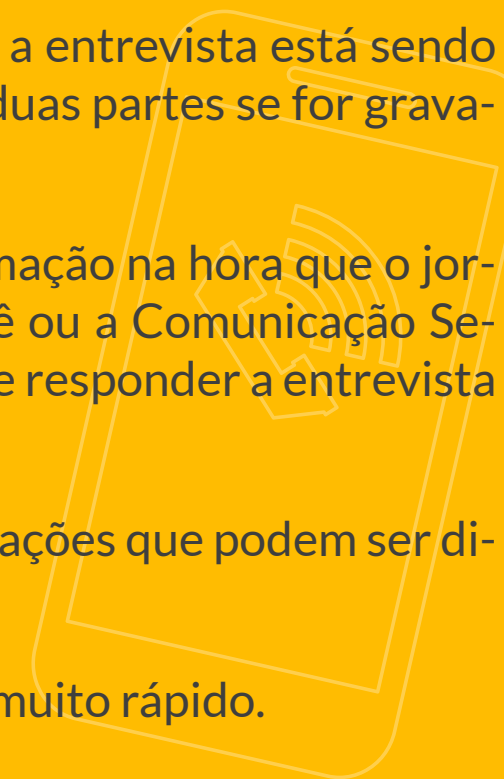 a entrevista está sendo
duas partes se for grava-
mação na hora que o jor-
ê ou a Comunicação Se-
e responder a entrevista
ações que podem ser di-
muito rápido.